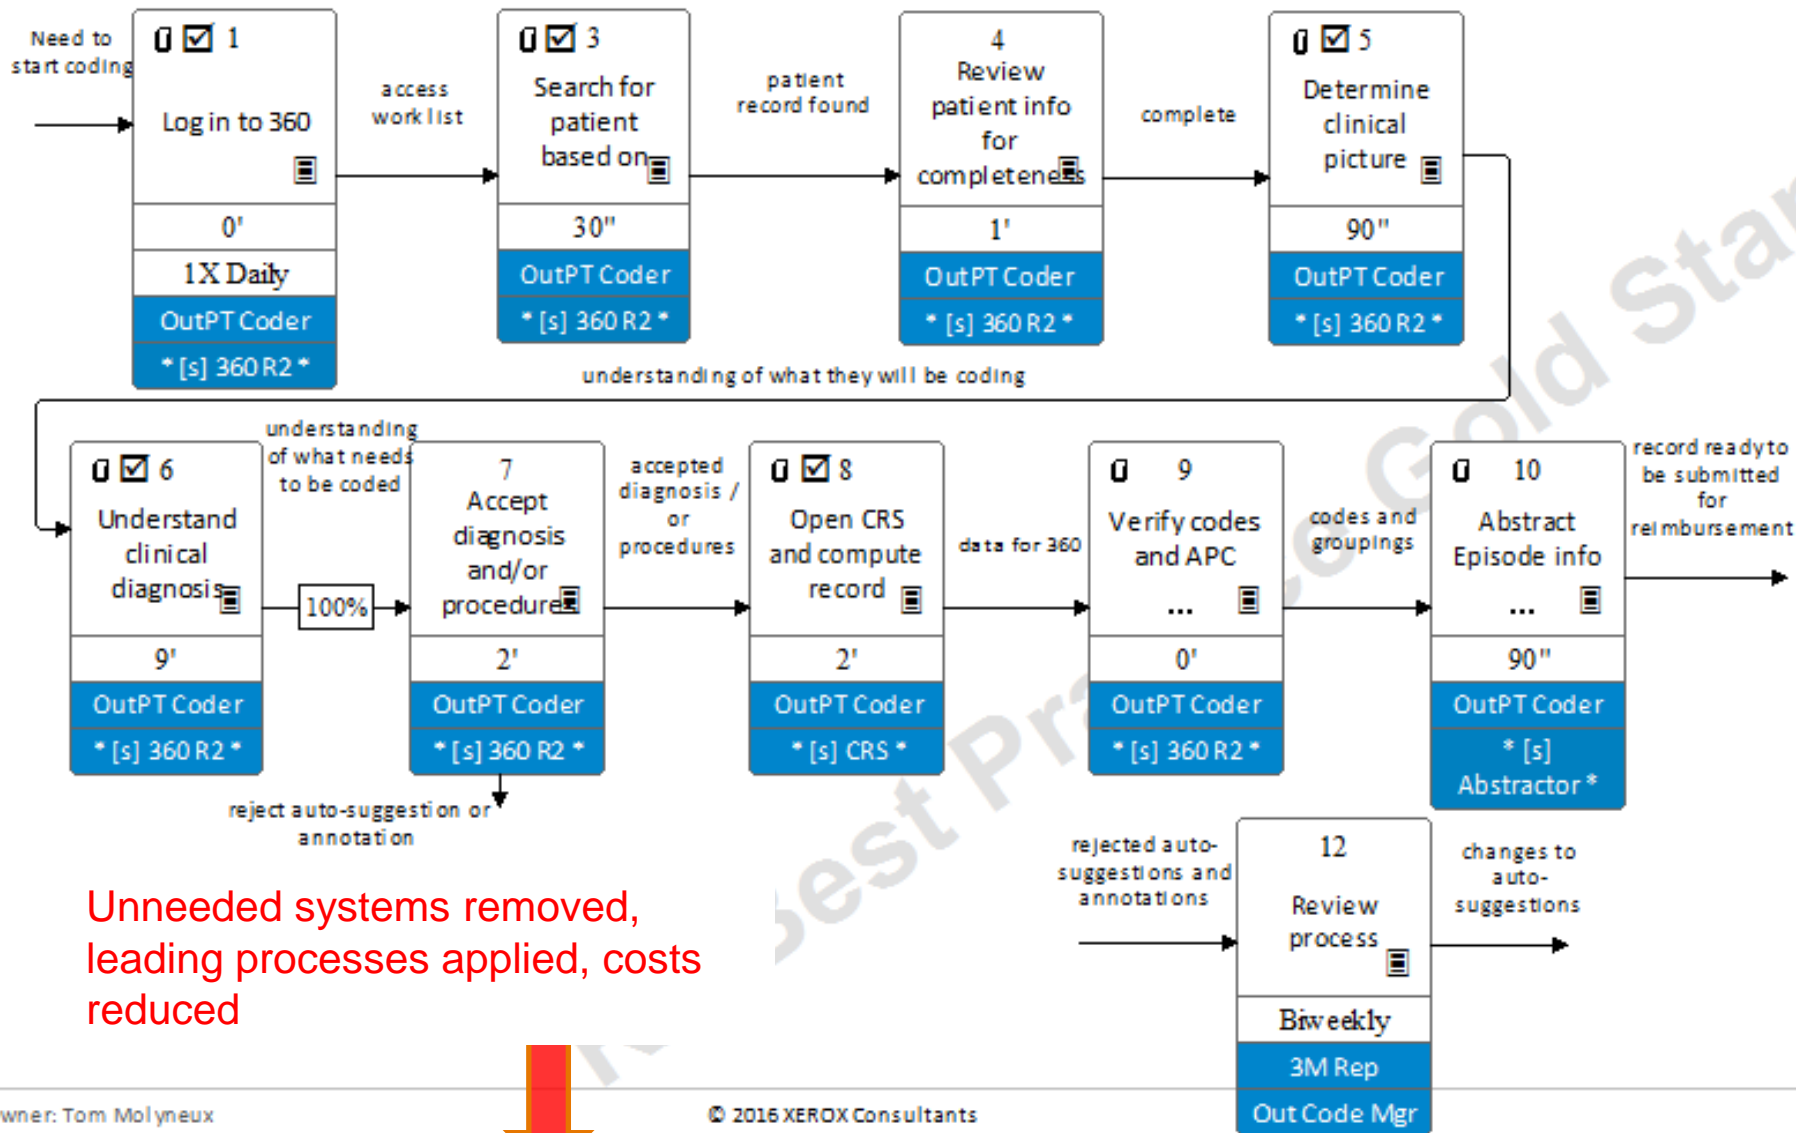 Need to
start coding
1
Log in to 360
0'
1X Daily
OutPT Coder
* [s] 360 R2 *
access
work list
3
Search for
patient
based on
30"
OutPT Coder
* [s] 360 R2 *
patient
record found
4
Review
patient info
for
completeness
1'
OutPT Coder
* [s] 360 R2 *
complete
5
Determine
clinical
picture
90"
OutPT Coder
* [s] 360 R2 *
understanding of what they will be coding
6
Understand
clinical
diagnosis
9'
OutPT Coder
* [s] 360 R2 *
understanding
of what needs
to be coded
100%
7
Accept
diagnosis
and/or
procedures
2'
OutPT Coder
* [s] 360 R2 *
reject auto-suggestion or
annotation
accepted
diagnosis /
or
procedures
8
Open CRS
and compute
record
2'
OutPT Coder
* [s] CRS *
data for 360
9
Verify codes
and APC
...
0'
OutPT Coder
* [s] 360 R2 *
codes and
groupings
10
Abstract
Episode info
...
90"
OutPT Coder
* [s]
Abstractor *
record ready to
be submitted
for
reimbursement
rejected auto-
suggestions and
annotations
12
Review
process
Biweekly
3M Rep
Out Code Mgr
changes to
auto-
suggestions
Unneeded systems removed,
leading processes applied, costs
reduced
wner: Tom Molyneux
© 2016 XEROX Consultants
Best Gold